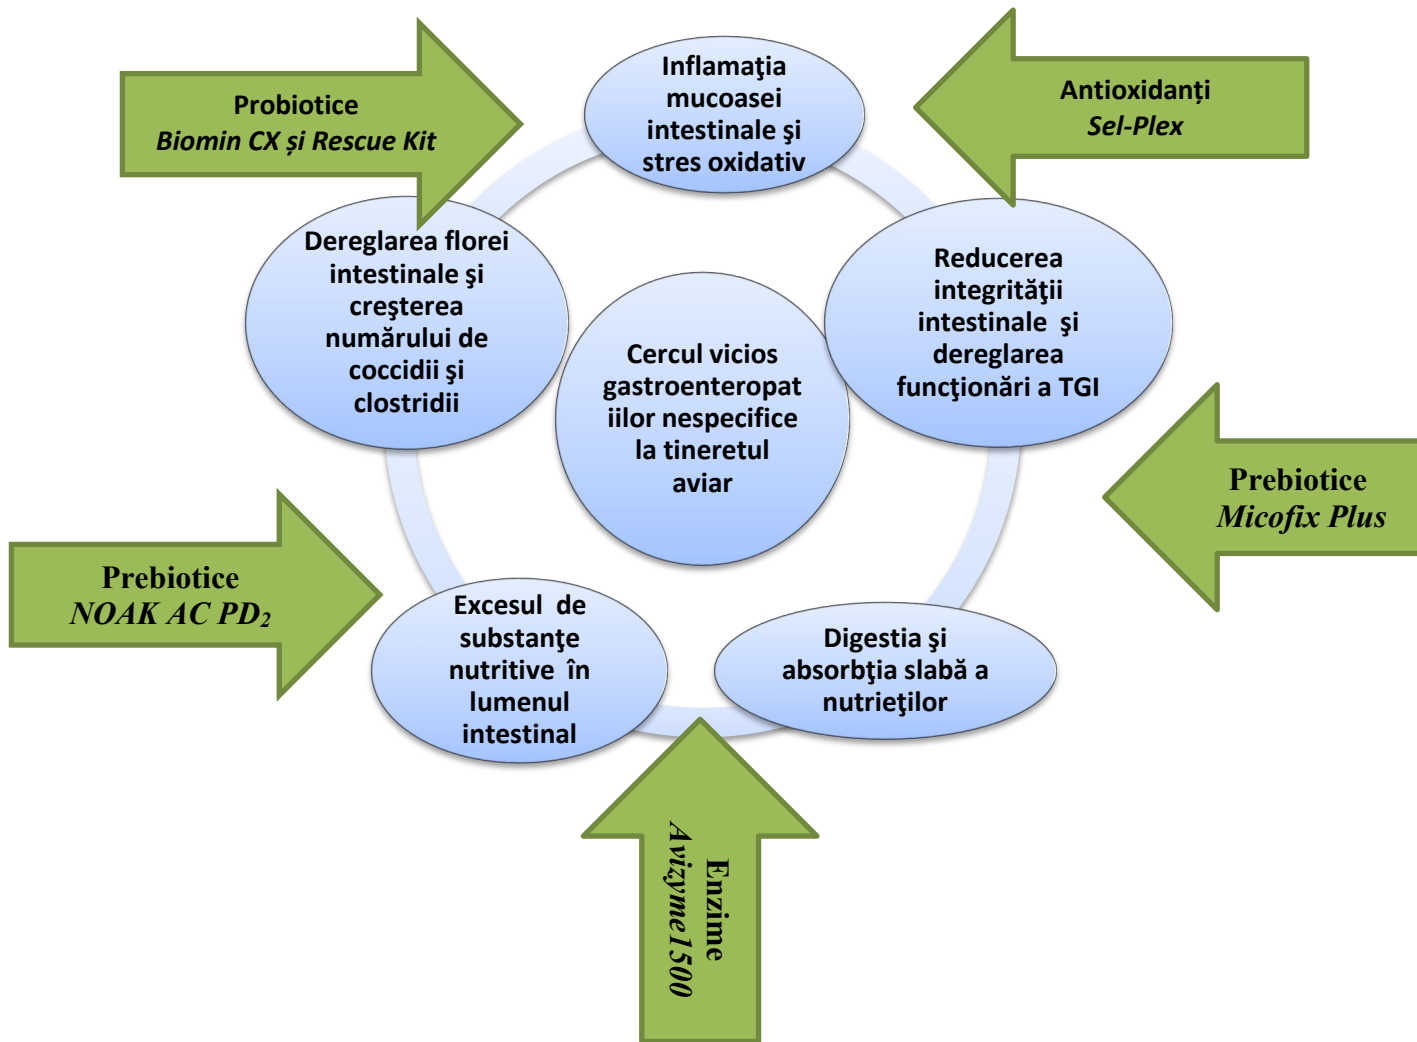 Probiotice
Biomin CX și Rescue Kit
Inflamaţia
mucoasei
intestinale şi
stres oxidativ
Antioxidanți
Sel-Plex
Dereglarea florei
intestinale şi
creşterea
numărului de
coccidii şi
clostridii
Reducerea
integrităţii
intestinale şi
dereglarea
funcţionări a TGI
Cercul vicios
gastroenteropat
iilor nespecifice
la tineretul
aviar
Prebiotice
Micofix Plus
Prebiotice
NOAK AC PD₂
Excesul de
substanţe
nutritive în
lumenul
intestinal
Digestia şi
absorbţia slabă a
nutrieţilor
Enzime
Avizyme1500